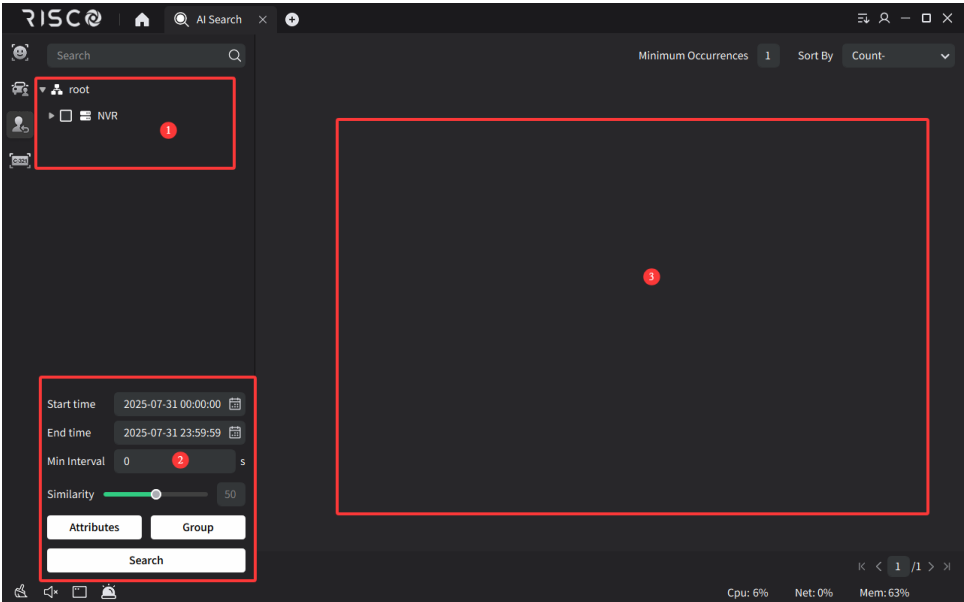 RISCO
AI Search
Search
Minimum Occurrences 1 Sort By Count-
root
NVR
1
3
Start time 2025-07-31 00:00:00
End time 2025-07-31 23:59:59
Min Interval 0 2 s
Similarity 50
Attributes Group
Search
1 /1
Cpu: 6% Net: 0% Mem: 63%